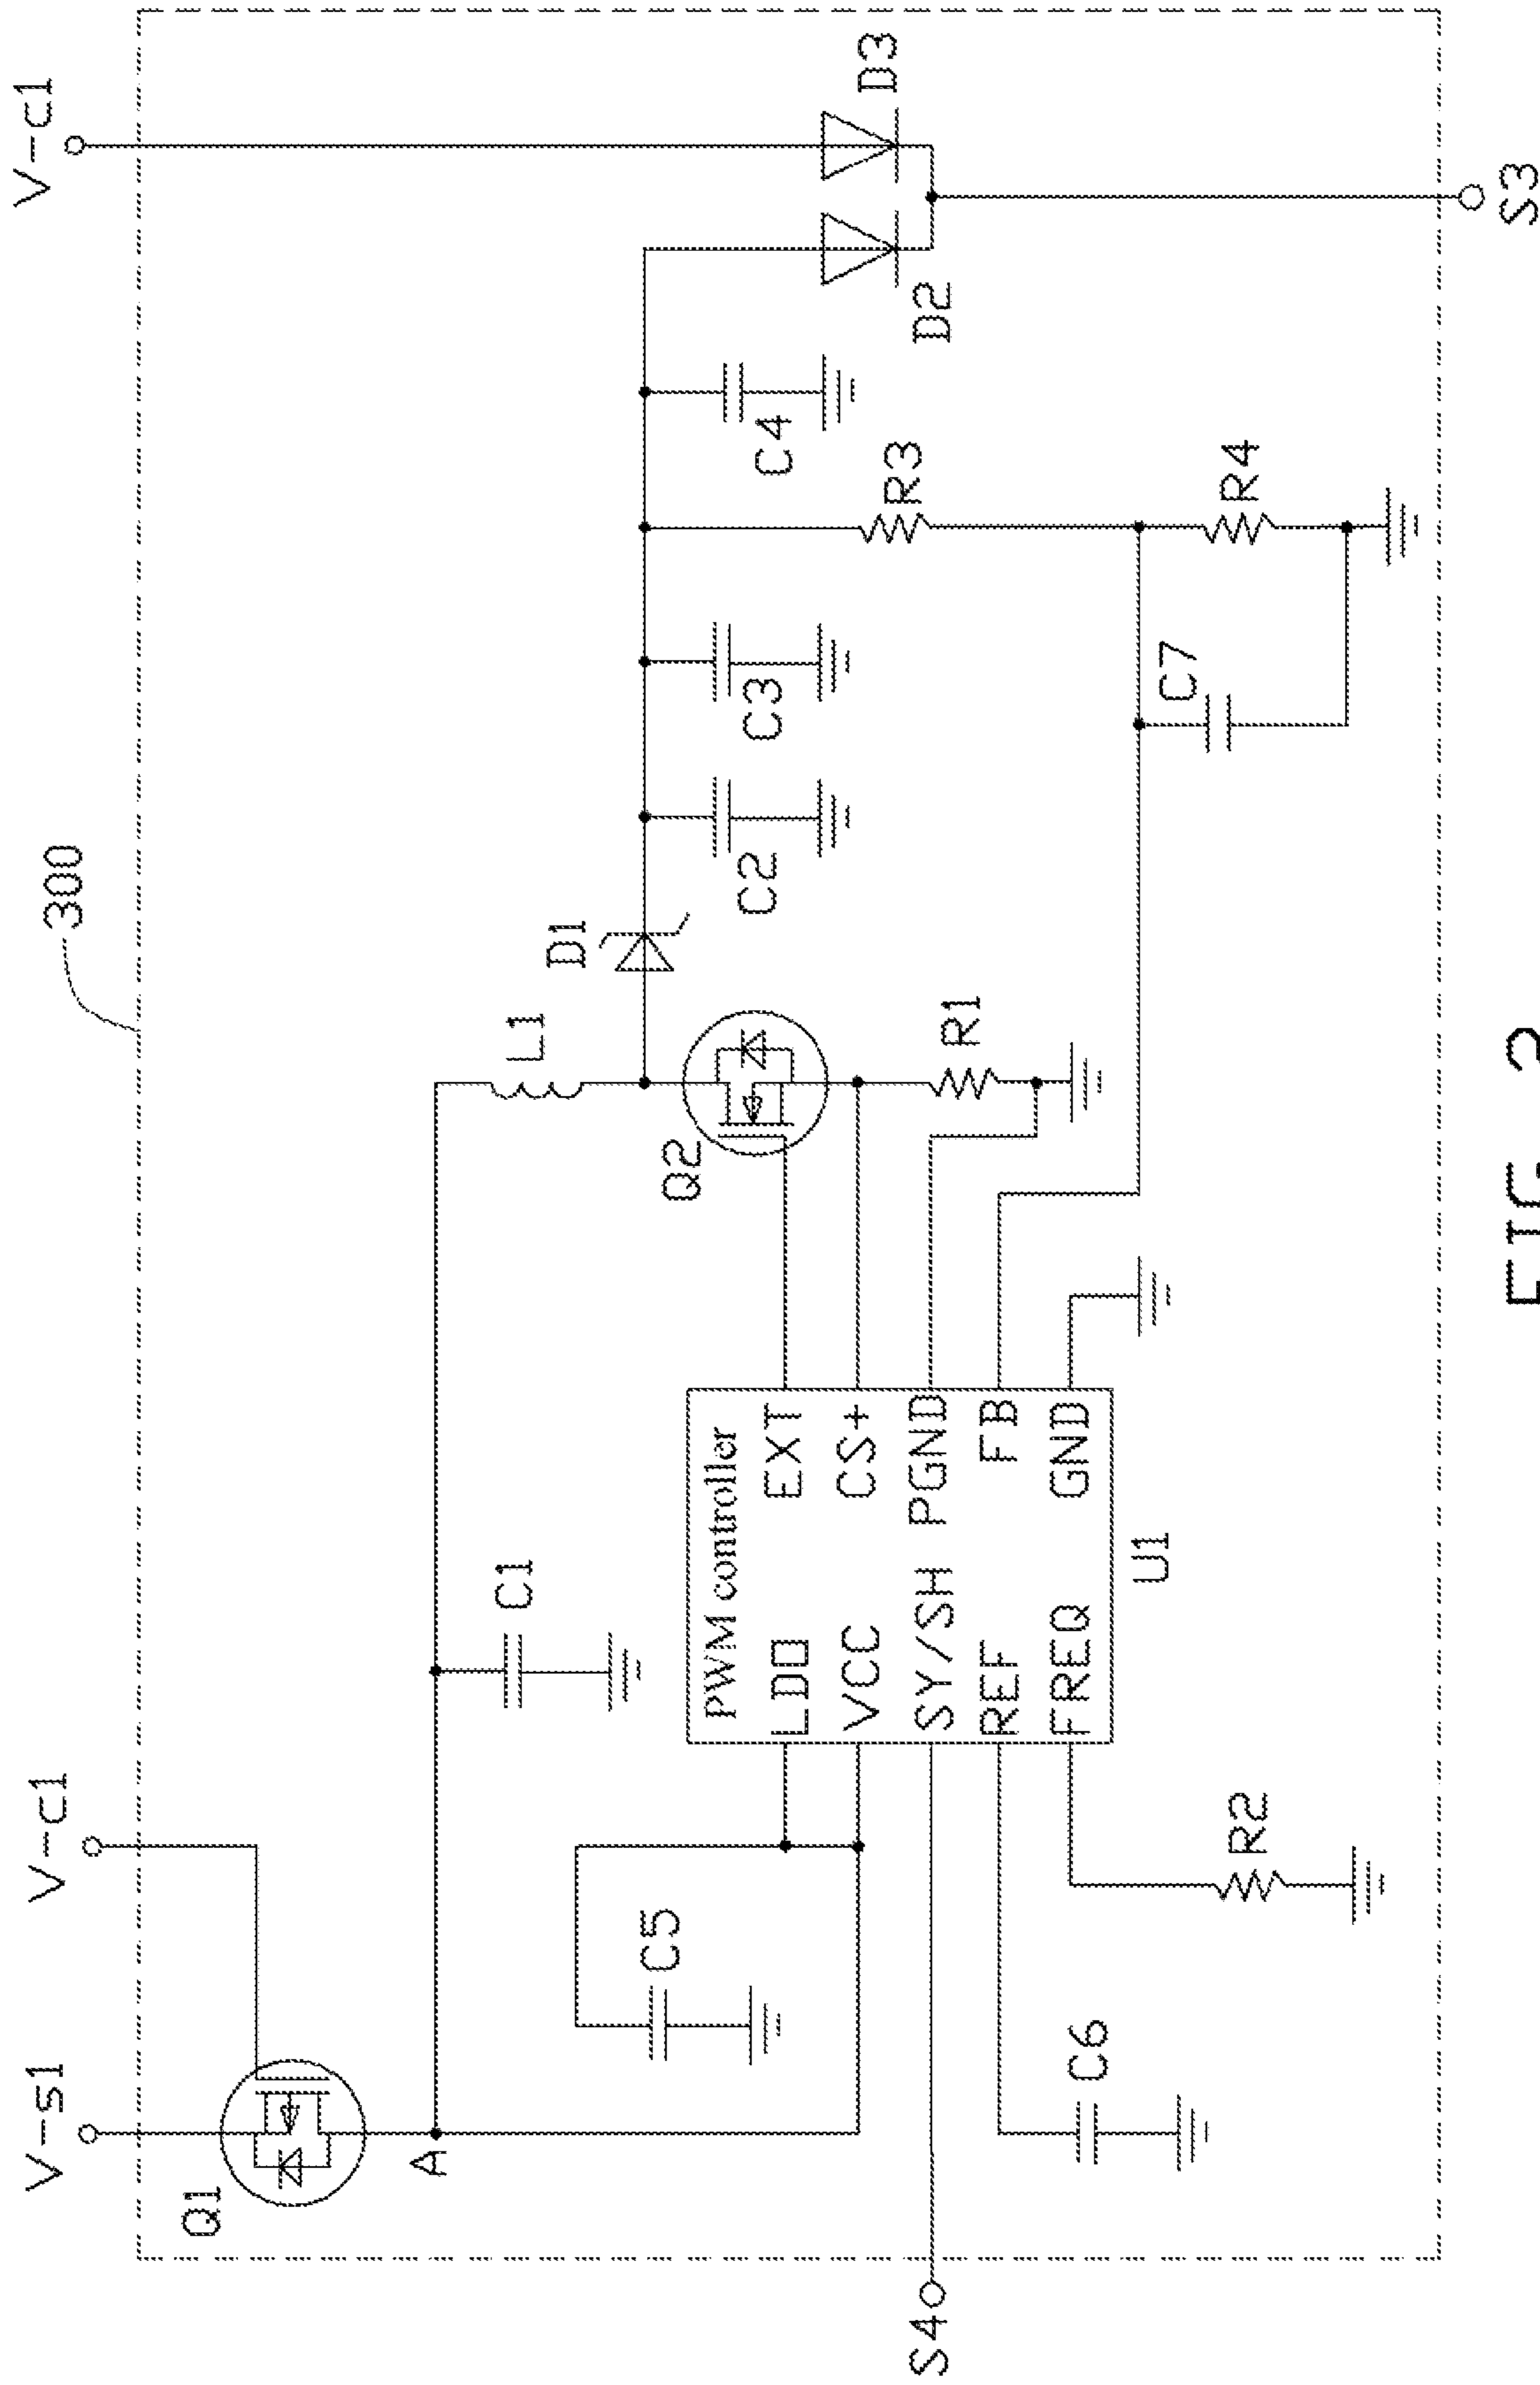 V-s1
V-c1
300
V-c1
Q1
A
C1
L1
D1
C5
Q2
C2
C3
C4
D3
D2
PWM controller
LDO
EXT
VCC
CS+
SY/SH
PGND
REF
FB
FREQ
GND
R1
R3
S4
C6
U1
C7
R2
R4
S3
FIG.